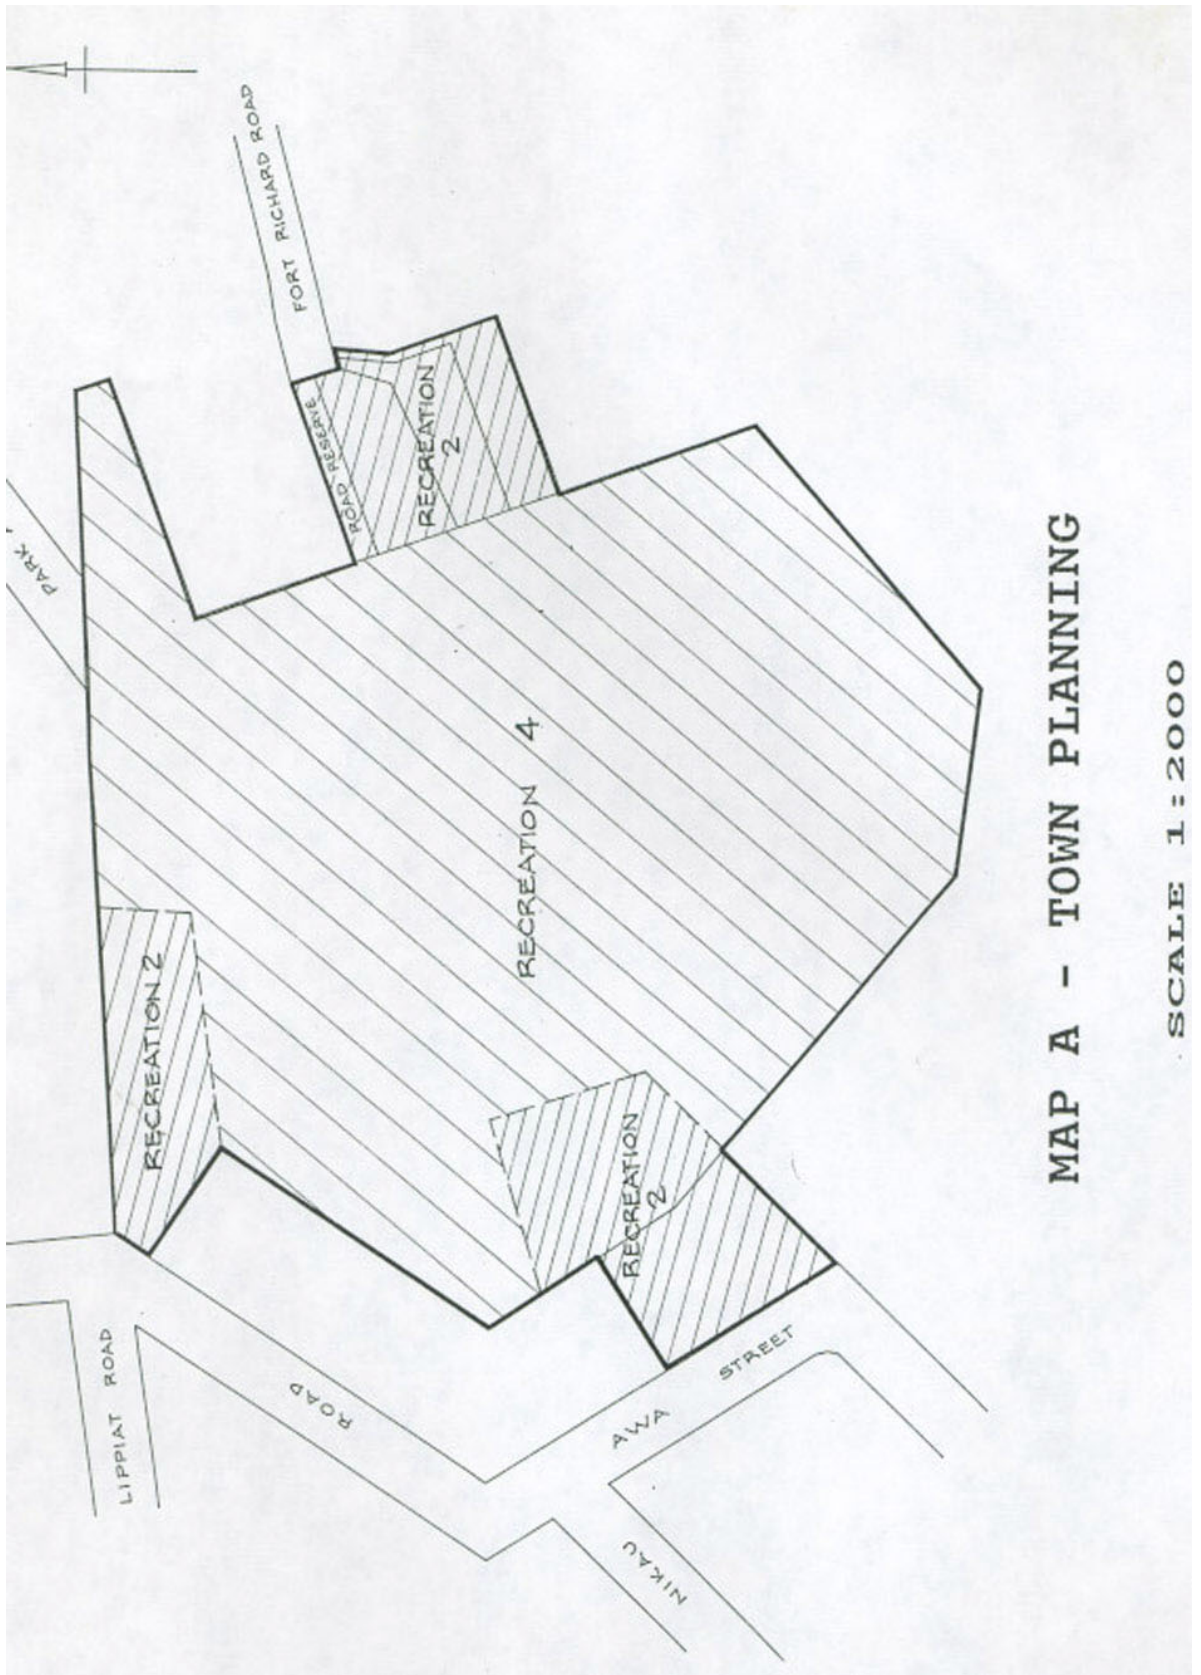 FORT RICHARD ROAD
PARK
ROAD RESERVE
RECREATION
2
RECREATION 4
RECREATION 2
RECREATION
2
LIPPIAT ROAD
ROAD
AWA STREET
NIKAU
MAP A - TOWN PLANNING
SCALE 1:2000